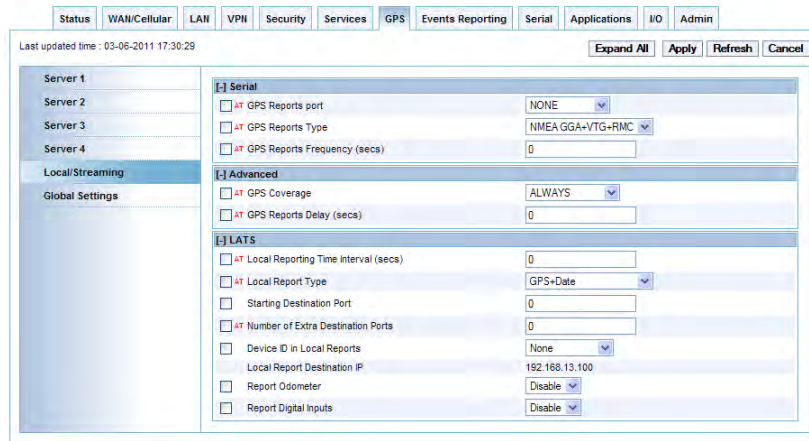 Status WAN/Cellular LAN VPN Security Services GPS Events Reporting Serial Applications I/O Admin
Last updated time : 03-06-2011 17:30:29 Expand All Apply Refresh Cancel
Server 1
Server 2
Server 3
Server 4
Local/Streaming
Global Settings
[-] Serial
AT GPS Reports port NONE
AT GPS Reports Type NMEA GGA+VTG+RMC
AT GPS Reports Frequency (secs) 0
[-] Advanced
AT GPS Coverage ALWAYS
AT GPS Reports Delay (secs) 0
[-] LATS
AT Local Reporting Time Interval (secs) 0
AT Local Report Type GPS+Date
Starting Destination Port 0
AT Number of Extra Destination Ports 0
Device ID in Local Reports None
Local Report Destination IP 192.168.13.100
Report Odometer Disable
Report Digital Inputs Disable